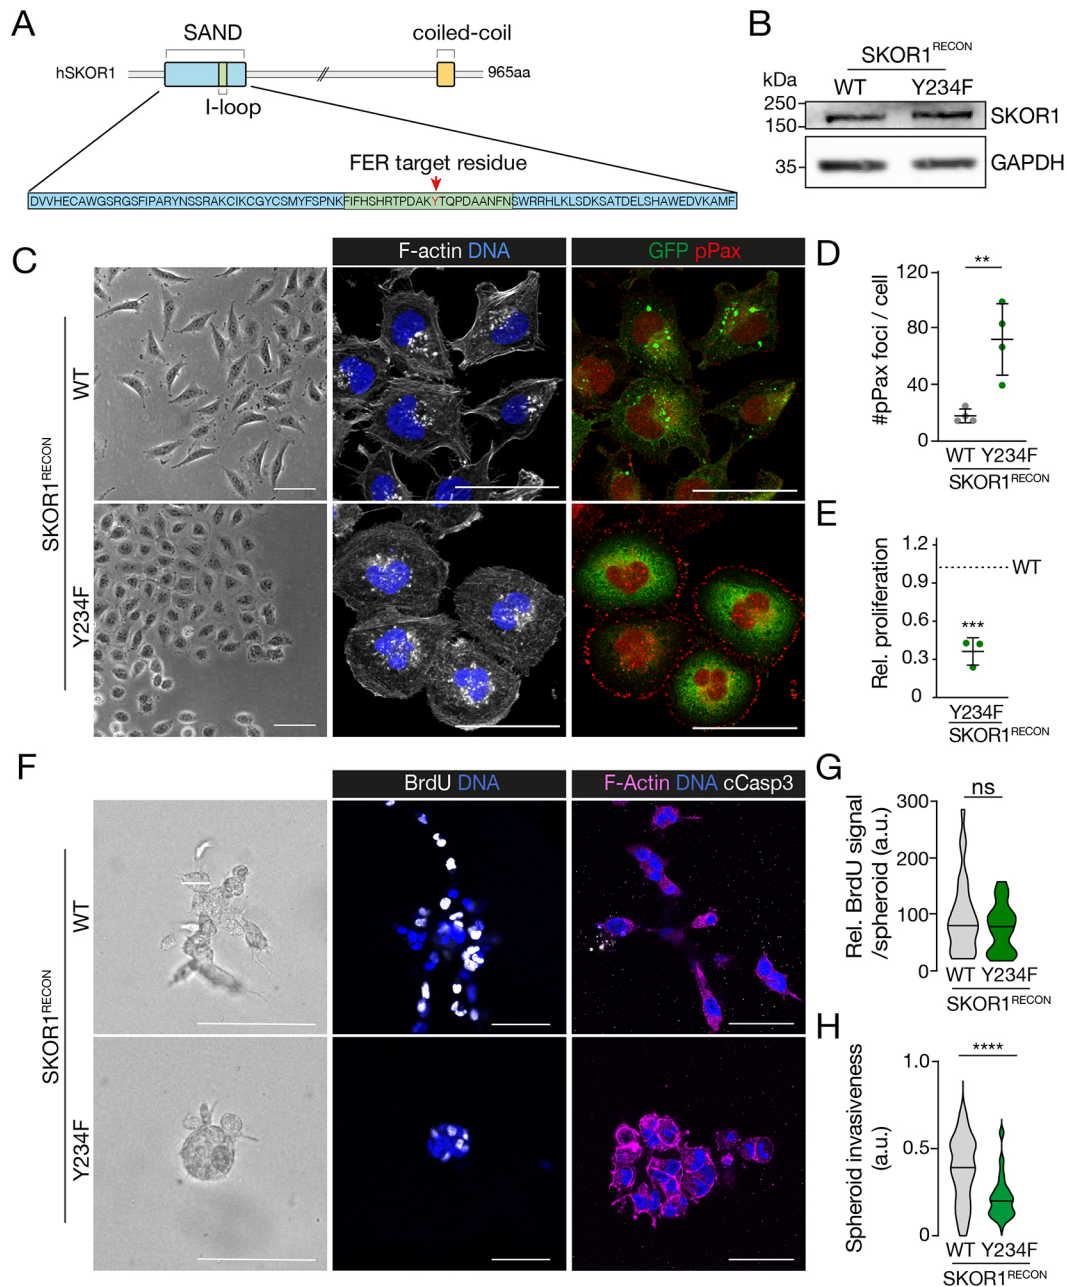 A
SAND
coiled-coil
hSKOR1
965aa
I-loop
FER target residue
DVVHECAWGSRGSFIPARYNSSRAKCIKCGYCSMYFSPNKFIFHSHRTPDAKYTQPDAANFNSWRRHLKLSDKSATDELSHAWEDVKAMF
B
SKOR1RECON
kDa
WT
Y234F
250
150
SKOR1
35
GAPDH
C
F-actin DNA
GFP pPax
SKOR1RECON
WT
Y234F
D
#pPax foci / cell
120
80
40
0
**
WT Y234F
SKOR1RECON
E
Rel. proliferation
1.2
0.9
0.6
0.3
0
WT
***
Y234F
SKOR1RECON
F
BrdU DNA
F-Actin DNA cCasp3
SKOR1RECON
WT
Y234F
G
Rel. BrdU signal
/spheroid (a.u.)
300
200
100
0
ns
WT Y234F
SKOR1RECON
H
Spheroid invasiveness
(a.u.)
1.0
0.5
0
****
WT Y234F
SKOR1RECON